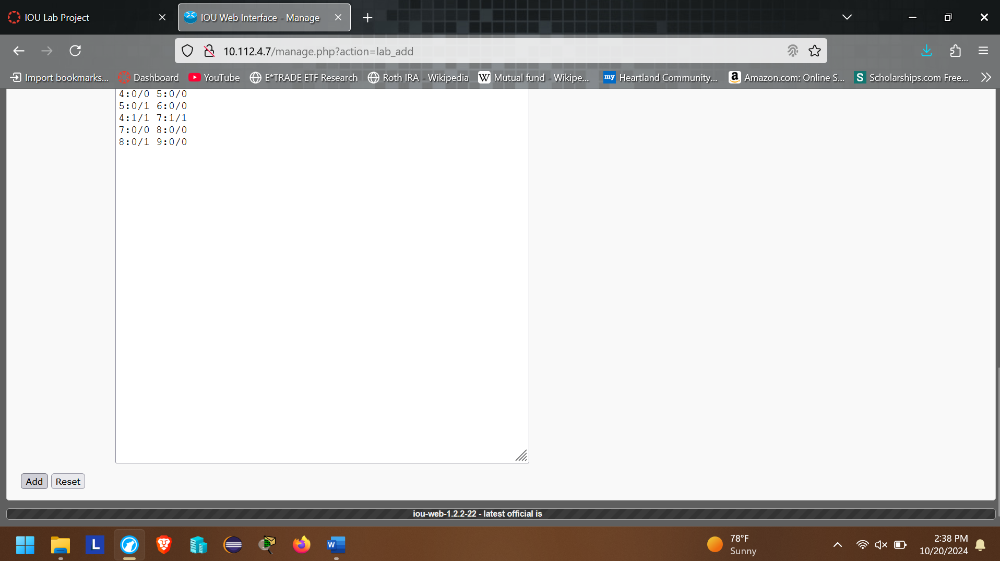 IOU Lab Project
IOU Web Interface - Manage
10.112.4.7/manage.php?action=lab_add
Import bookmarks...
Dashboard
YouTube
E*TRADE ETF Research
Roth IRA - Wikipedia
W Mutual fund - Wikipe...
my Heartland Community...
a Amazon.com: Online S...
S Scholarships.com Free...
4:0/0 5:0/0
5:0/1 6:0/0
4:1/1 7:1/1
7:0/0 8:0/0
8:0/1 9:0/0
Add
Reset
iou-web-1.2.2-22 - latest official is
L
W
78°F
Sunny
2:38 PM
10/20/2024